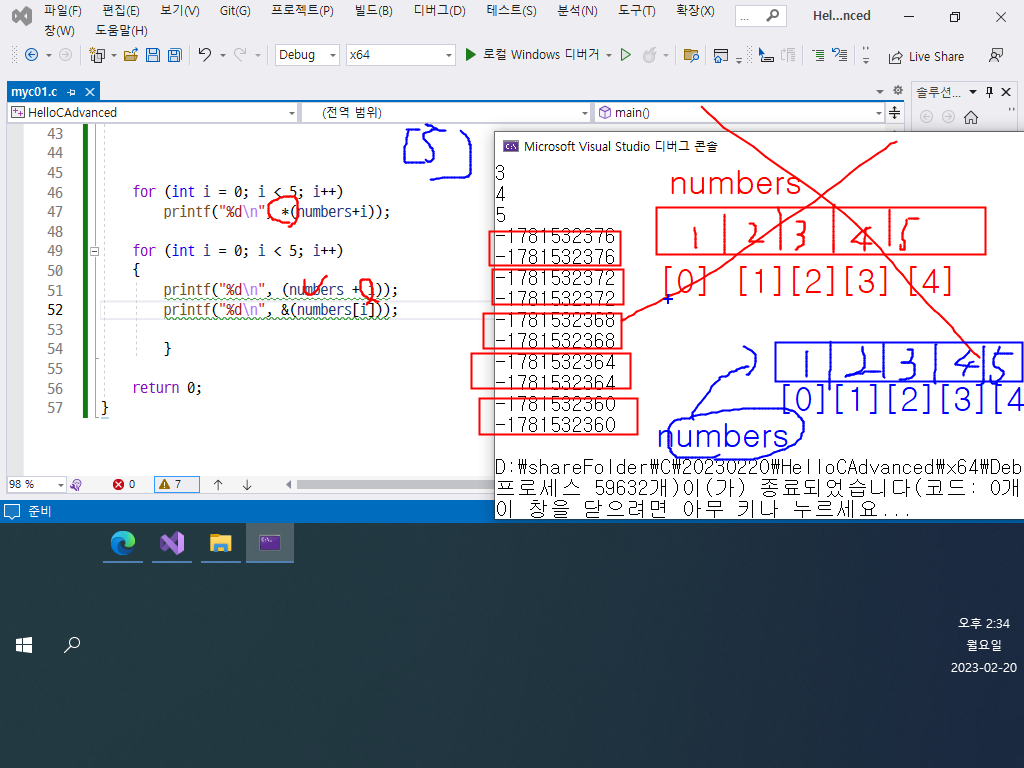 파일(F) 편집(E) 보기(V) Git(G) 프로젝트(P) 빌드(B) 디버그(D) 테스트(S) 분석(N) 도구(T) 확장(X) ... Hel...nced
창(W) 도움말(H)
Debug x64 로컬 Windows 디버거 Live Share
myc01.c 솔루션...
HelloCAdvanced (전역 범위) main()
43
44
45
46 for (int i = 0; i < 5; i++)
47 printf("%d\n", *(numbers+i));
48
49 for (int i = 0; i < 5; i++)
50 {
51 printf("%d\n", (numbers + i));
52 printf("%d\n", &(numbers[i]));
53
54 }
55
56 return 0;
57 }
[5]
Microsoft Visual Studio 디버그 콘솔
3
4
5
-1781532376
-1781532376
-1781532372
-1781532372
-1781532368
-1781532368
-1781532364
-1781532364
-1781532360
-1781532360
numbers
1 2 3 4 5
[0] [1] [2] [3] [4]
1 2 3 4 5
[0] [1] [2] [3] [4
numbers
D:\shareFolder\C\20230220\HelloCAdvanced\x64\Deb
프로세스 59632개)이(가) 종료되었습니다(코드: 0개
이 창을 닫으려면 아무 키나 누르세요...
98 % 0 7
준비
오후 2:34
월요일
2023-02-20